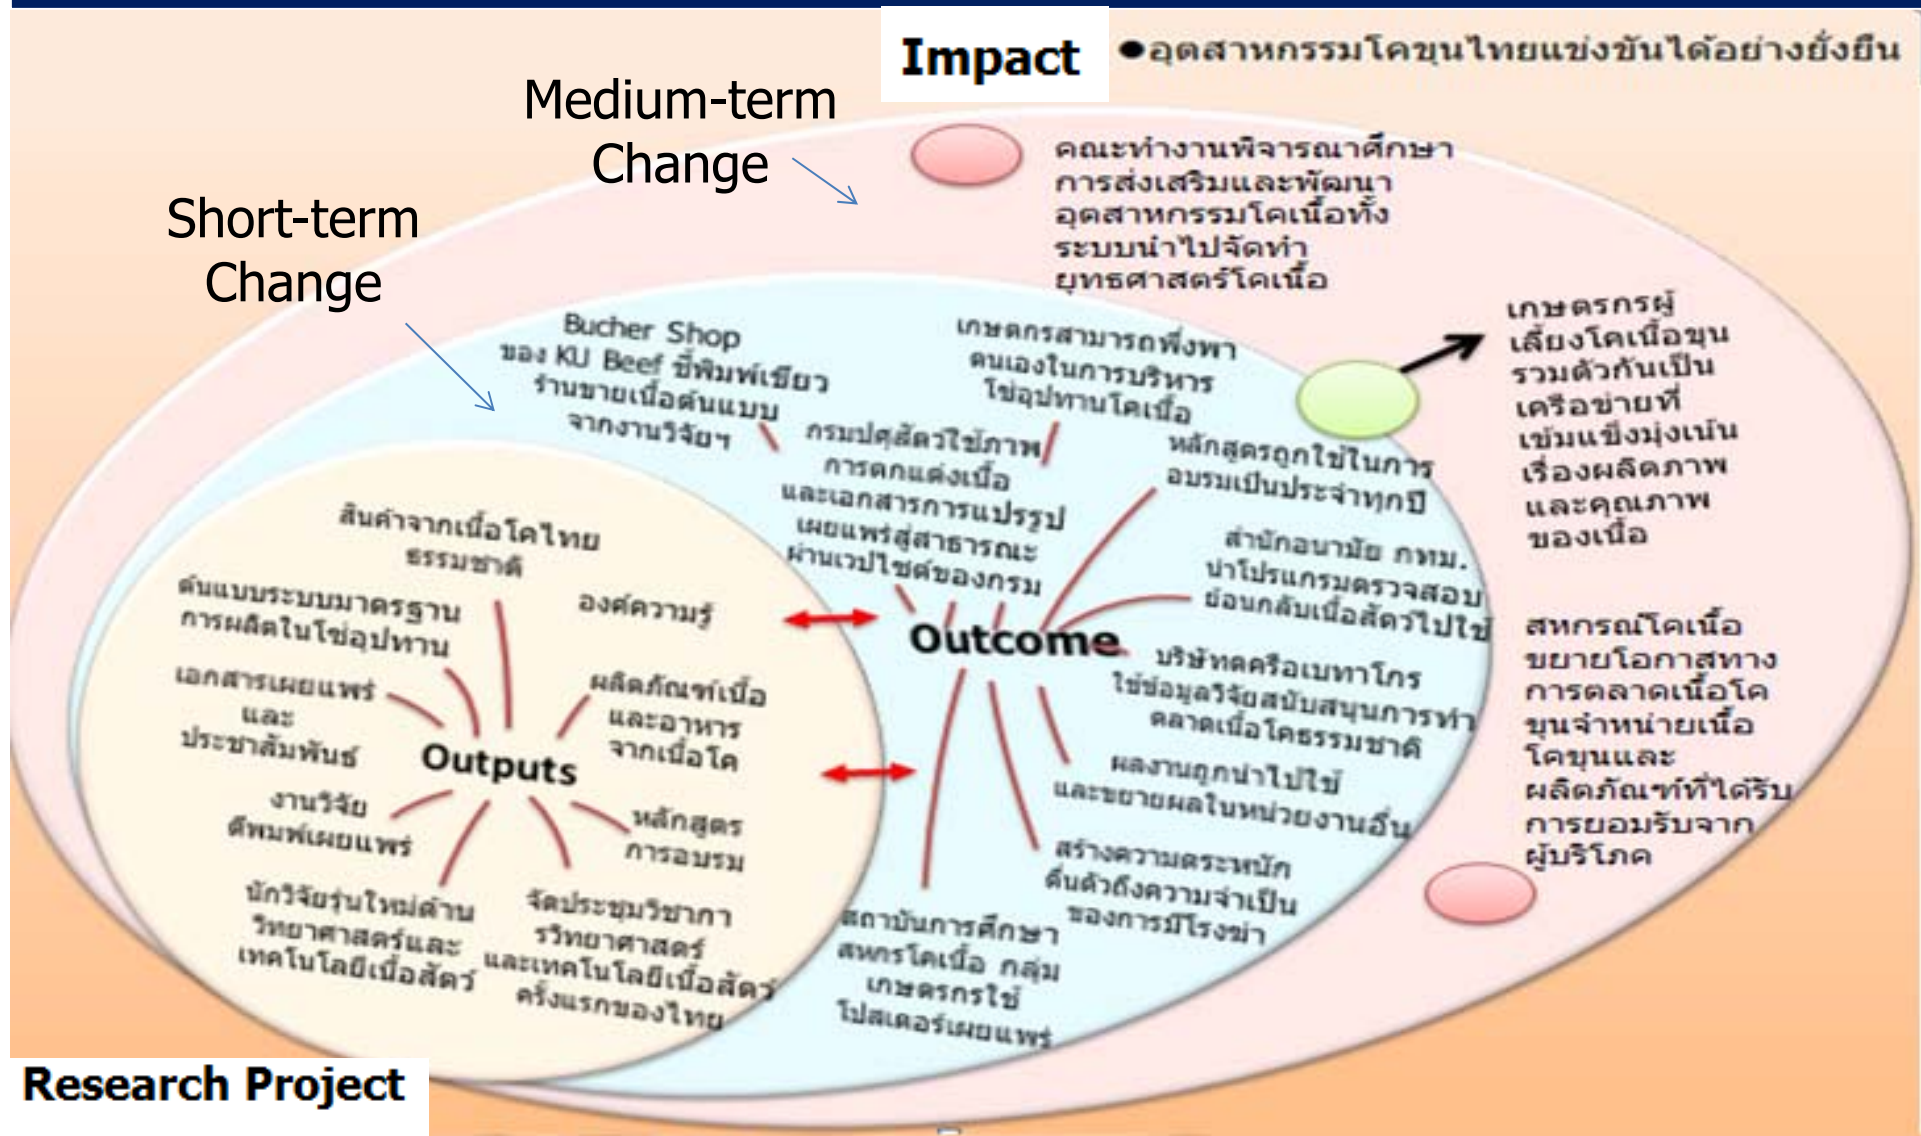 Impact
●อุตสาหกรรมโคขุนไทยแข่งขันได้อย่างยั่งยืน
Medium-term
Change
Short-term
Change
คณะทำงานพิจารณาศึกษา
การส่งเสริมและพัฒนา
อุตสาหกรรมโคเนื้อทั้ง
ระบบนำไปจัดทำ
ยุทธศาสตร์โคเนื้อ
เกษตรกรผู้
เลี้ยงโคเนื้อขุน
รวมตัวกันเป็น
เครือข่ายที่
เข้มแข็งมุ่งเน้น
เรื่องผลิตภาพ
และคุณภาพ
ของเนื้อ
สหกรณ์โคเนื้อ
ขยายโอกาสทาง
การตลาดเนื้อโค
ขุนจำหน่ายเนื้อ
โคขุนและ
ผลิตภัณฑ์ที่ได้รับ
การยอมรับจาก
ผู้บริโภค
Bucher Shop
ของ KU Beef ชี้พิมพ์เขียว
ร้านขายเนื้อต้นแบบ
จากงานวิจัยฯ
เกษตกรสามารถพึ่งพา
ตนเองในการบริหาร
โซ่อุปทานโคเนื้อ
กรมปศุสัตว์ใช้ภาพ
การตกแต่งเนื้อ
และเอกสารการแปรรูป
เผยแพร่สู่สาธารณะ
ผ่านเวปไซต์ของกรม
หลักสูตรถูกใช้ในการ
อบรมเป็นประจำทุกปี
สำนักอนามัย กทม.
นำโปรแกรมตรวจสอบ
ย้อนกลับเนื้อสัตว์ไปใช้
Outcome
บริษัทตครือเบทาโกร
ใช้ข้อมูลวิจัยสนับสนุนการทำ
ตลาดเนื้อโคธรรมชาติ
ผลงานถูกนำไปใช้
และขยายผลในหน่วยงานอื่น
สร้างความตระหนัก
ตื่นตัวถึงความจำเป็น
ของการมีโรงฆ่า
สถาบันการศึกษา
สหกรโคเนื้อ กลุ่ม
เกษตรกรใช้
โปสเตอร์เผยแพร่
สินค้าจากเนื้อโคไทย
ธรรมชาติ
ต้นแบบระบบมาตรฐาน
การผลิตในโซ่อุปทาน
องค์ความรู้
เอกสารเผยแพร่
และ
ประชาสัมพันธ์
ผลิตภัณฑ์เนื้อ
และอาหาร
จากเนื้อโค
Outputs
งานวิจัย
ตีพมพ์เผยแพร่
หลักสูตร
การอบรม
นักวิจัยรุ่นใหม่ด้าน
วิทยาศาสตร์และ
เทคโนโลยีเนื้อสัตว์
จัดประชุมวิชากา
รวิทยาศาสตร์
และเทคโนโลยีเนื้อสัตว์
ครั้งแรกของไทย
Research Project